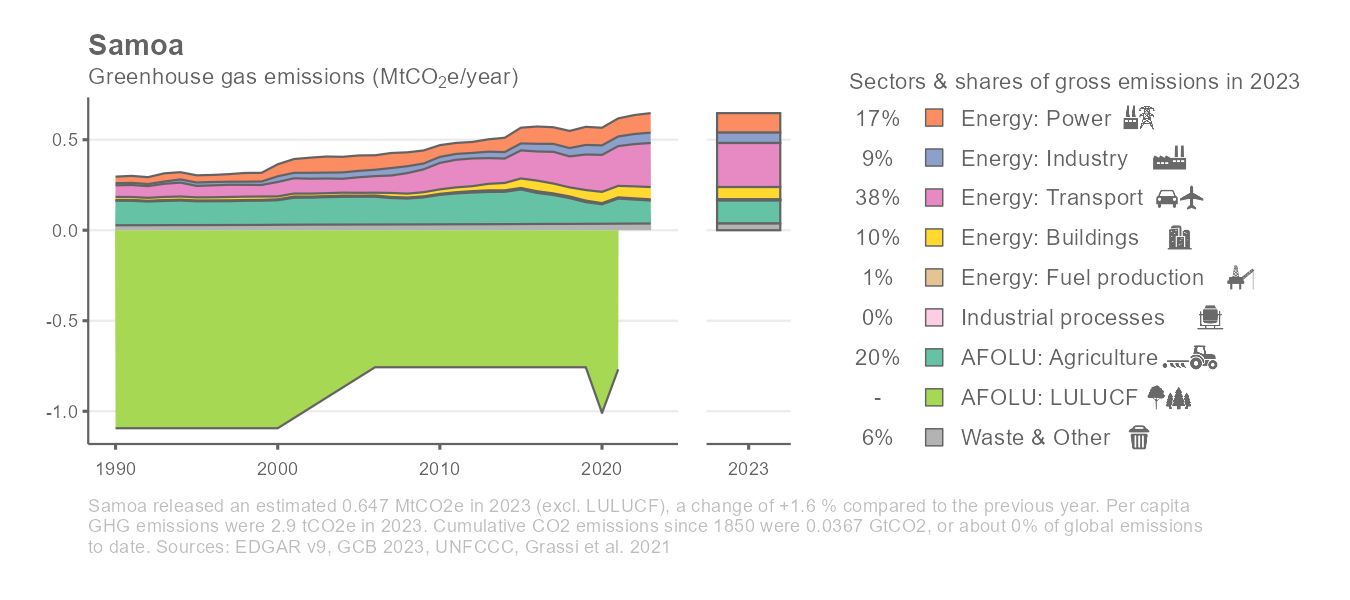 Samoa
Greenhouse gas emissions (MtCO₂e/year)
Sectors & shares of gross emissions in 2023
17% Energy: Power
9% Energy: Industry
38% Energy: Transport
10% Energy: Buildings
1% Energy: Fuel production
0% Industrial processes
20% AFOLU: Agriculture
- AFOLU: LULUCF
6% Waste & Other
0.5
0.0
-0.5
-1.0
1990 2000 2010 2020 2023
Samoa released an estimated 0.647 MtCO2e in 2023 (excl. LULUCF), a change of +1.6 % compared to the previous year. Per capita
GHG emissions were 2.9 tCO2e in 2023. Cumulative CO2 emissions since 1850 were 0.0367 GtCO2, or about 0% of global emissions
to date. Sources: EDGAR v9, GCB 2023, UNFCCC, Grassi et al. 2021